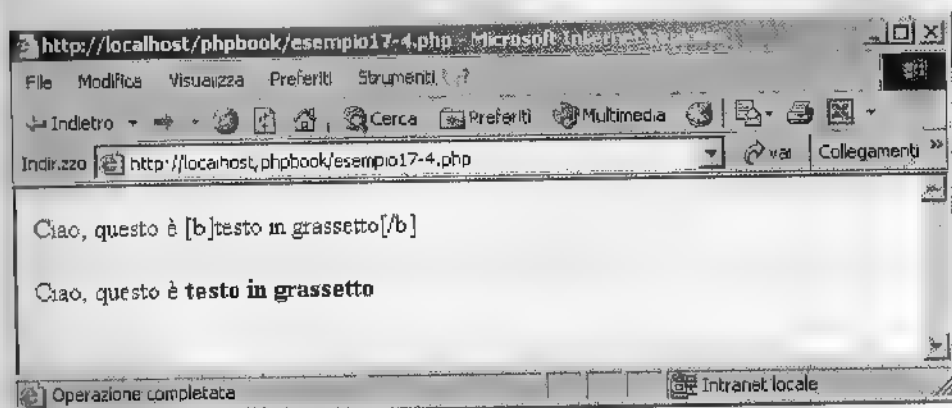 http://localhost/phpbook/esempio17-4.php - Microsoft Internet
File Modifica Visualizza Preferiti Strumenti ?
Indietro Cerca Preferiti Multimedia
Indirizzo http://localhost/phpbook/esempio17-4.php Vai Collegamenti »
Ciao, questo è [b]testo in grassetto[/b]
Ciao, questo è testo in grassetto
Operazione completata Intranet locale